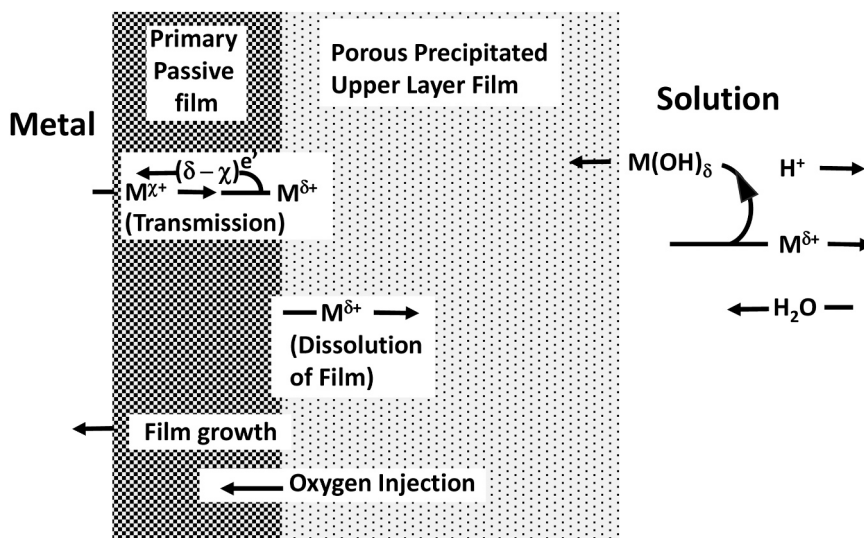 Primary
Passive
film
Porous Precipitated
Upper Layer Film
Metal
Solution
(δ – χ)e’
Mχ+
Mδ+
(Transmission)
M(OH)δ
H+
Mδ+
H2O
Mδ+
(Dissolution
of Film)
Film growth
Oxygen Injection